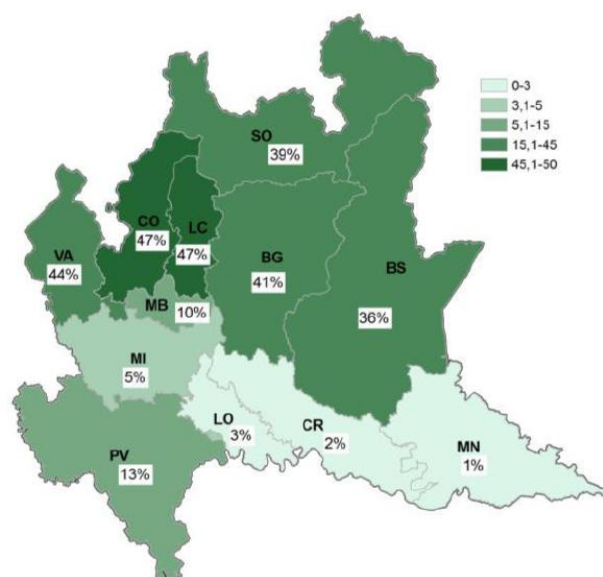 0-3
3,1-5
5,1-15
15,1-45
45,1-50
SO
39%
CO
47%
LC
47%
VA
44%
BG
41%
BS
36%
MB
10%
MI
5%
LO
3%
CR
2%
MN
1%
PV
13%